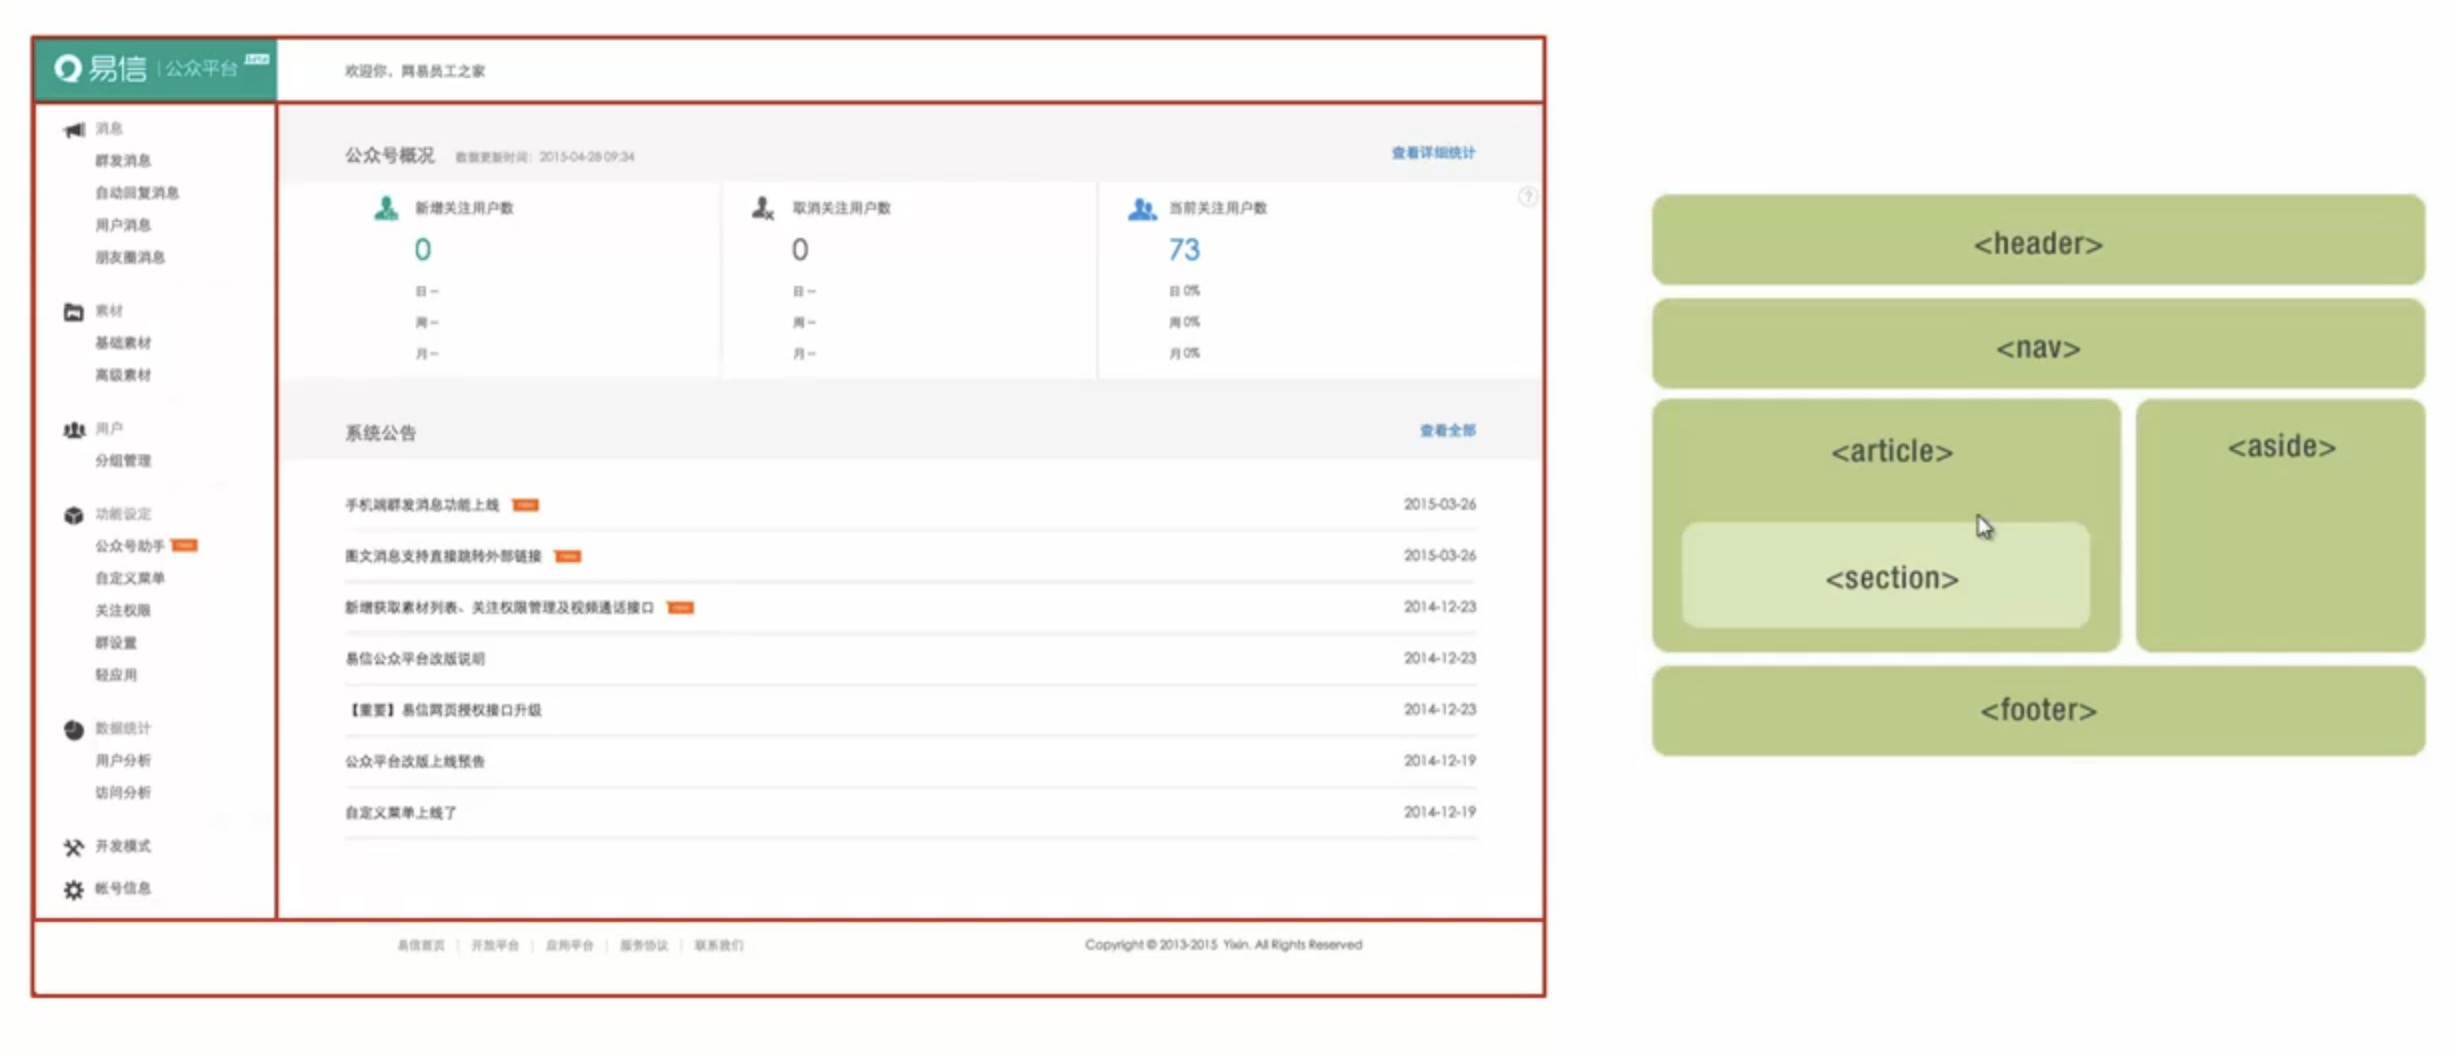 易信 | 公众平台 beta
欢迎你，网易员工之家
消息
群发消息
自动回复消息
用户消息
朋友圈消息
素材
基础素材
高级素材
用户
分组管理
功能设定
公众号助手
自定义菜单
关注权限
群设置
轻应用
数据统计
用户分析
访问分析
开发模式
帐号信息
公众号概况 数据更新时间：2015-04-28 09:34 查看详细统计
新增关注用户数
0
日 --
周 --
月 --
取消关注用户数
0
日 --
周 --
月 --
当前关注用户数
73
日 0%
周 0%
月 0%
?
系统公告 查看全部
手机端群发消息功能上线 2015-03-26
图文消息支持直接跳转外部链接 2015-03-26
新增获取素材列表、关注权限管理及视频通话接口 2014-12-23
易信公众平台改版说明 2014-12-23
【重要】易信网页授权接口升级 2014-12-23
公众平台改版上线预告 2014-12-19
自定义菜单上线了 2014-12-19
易信首页 | 开放平台 | 应用平台 | 服务协议 | 联系我们 Copyright © 2013-2015 Yixin. All Rights Reserved
<header>
<nav>
<article>
<section>
<aside>
<footer>